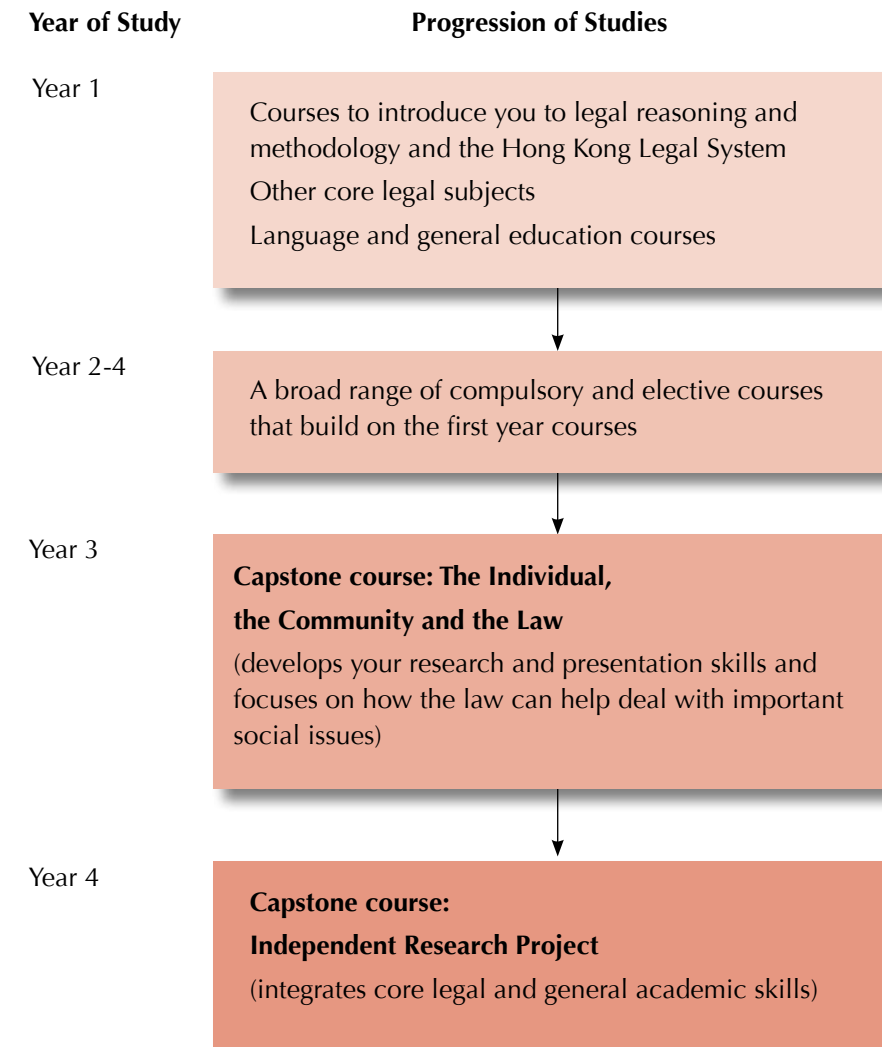 Year of Study Progression of Studies
Year 1
Courses to introduce you to legal reasoning and
methodology and the Hong Kong Legal System
Other core legal subjects
Language and general education courses
Year 2-4
A broad range of compulsory and elective courses
that build on the first year courses
Year 3
Capstone course: The Individual,
the Community and the Law
(develops your research and presentation skills and
focuses on how the law can help deal with important
social issues)
Year 4
Capstone course:
Independent Research Project
(integrates core legal and general academic skills)